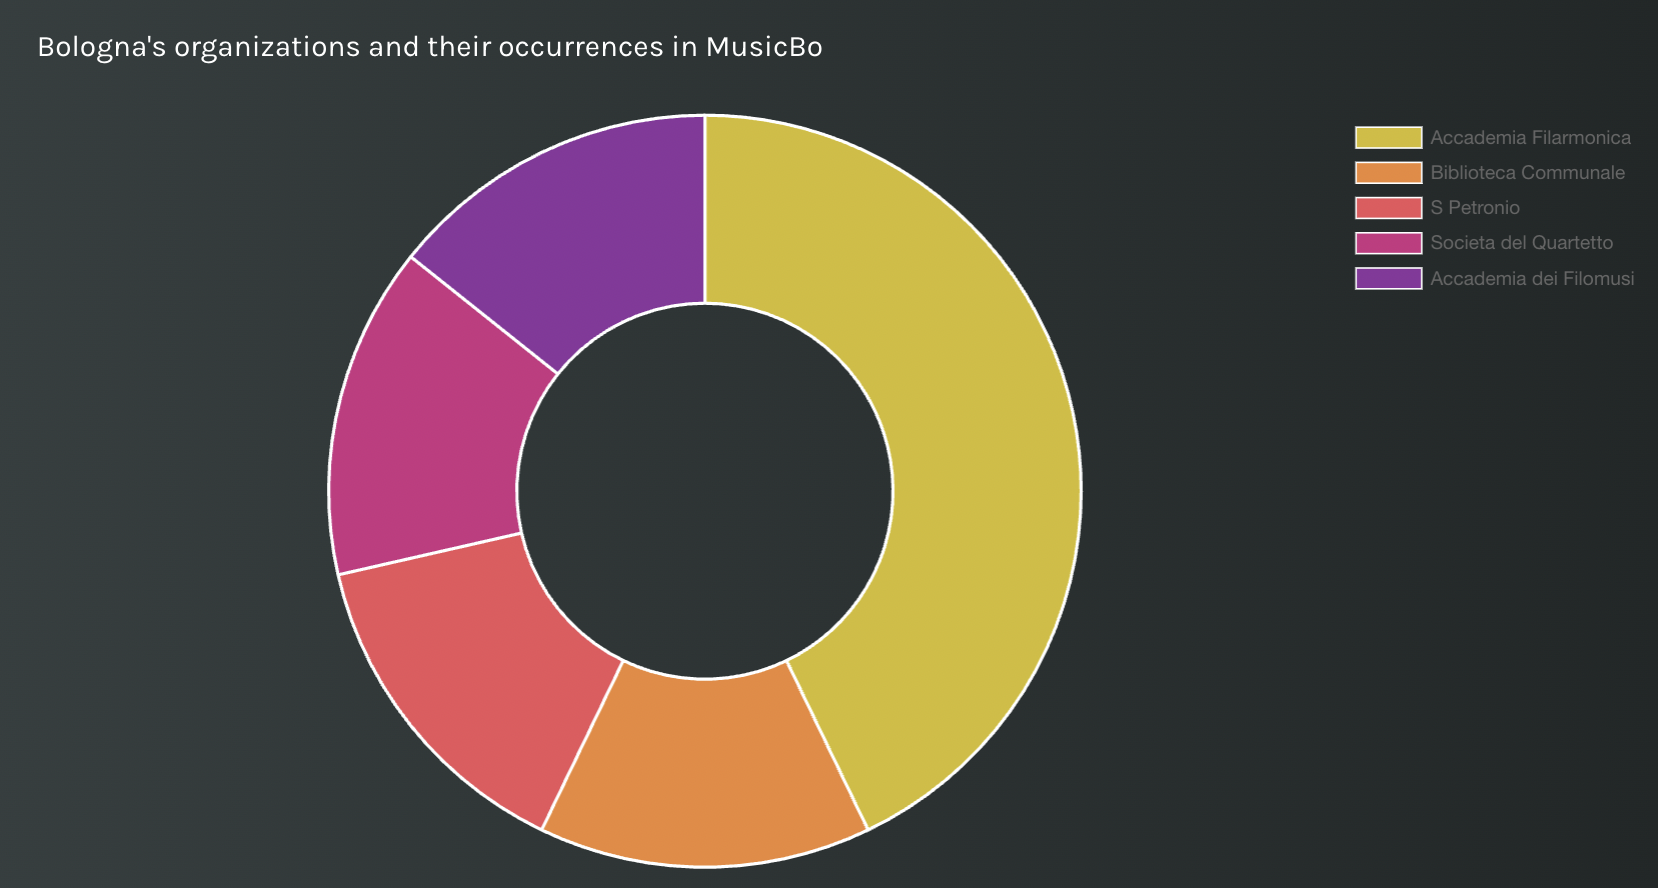 Bologna's organizations and their occurrences in MusicBo
Accademia Filarmonica
Biblioteca Communale
S Petronio
Societa del Quartetto
Accademia dei Filomusi